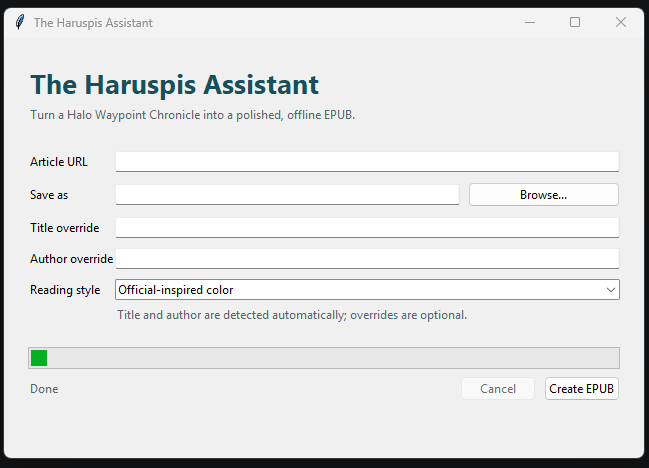 The Haruspis Assistant
The Haruspis Assistant
Turn a Halo Waypoint Chronicle into a polished, offline EPUB.
Article URL
Save as
Browse...
Title override
Author override
Reading style
Official-inspired color
Title and author are detected automatically; overrides are optional.
Done
Cancel
Create EPUB